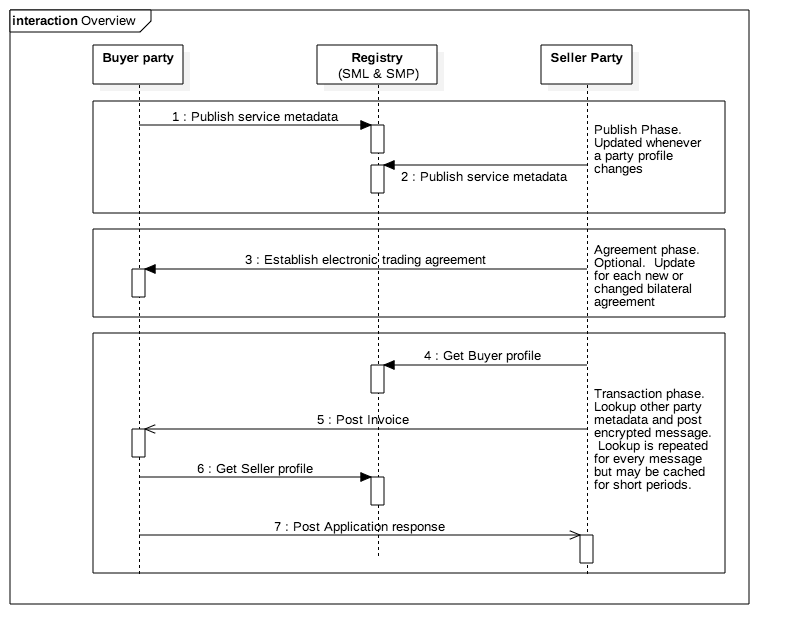 interaction Overview
Buyer party
Registry
(SML & SMP)
Seller Party
1 : Publish service metadata
Publish Phase.
Updated whenever
a party profile
changes
2 : Publish service metadata
3 : Establish electronic trading agreement
Agreement phase.
Optional.  Update
for each new or
changed bilateral
agreement
4 : Get Buyer profile
5 : Post Invoice
Transaction phase.
Lookup other party
metadata and post
encrypted message.
Lookup is repeated
for every message
but may be cached
for short periods.
6 : Get Seller profile
7 : Post Application response